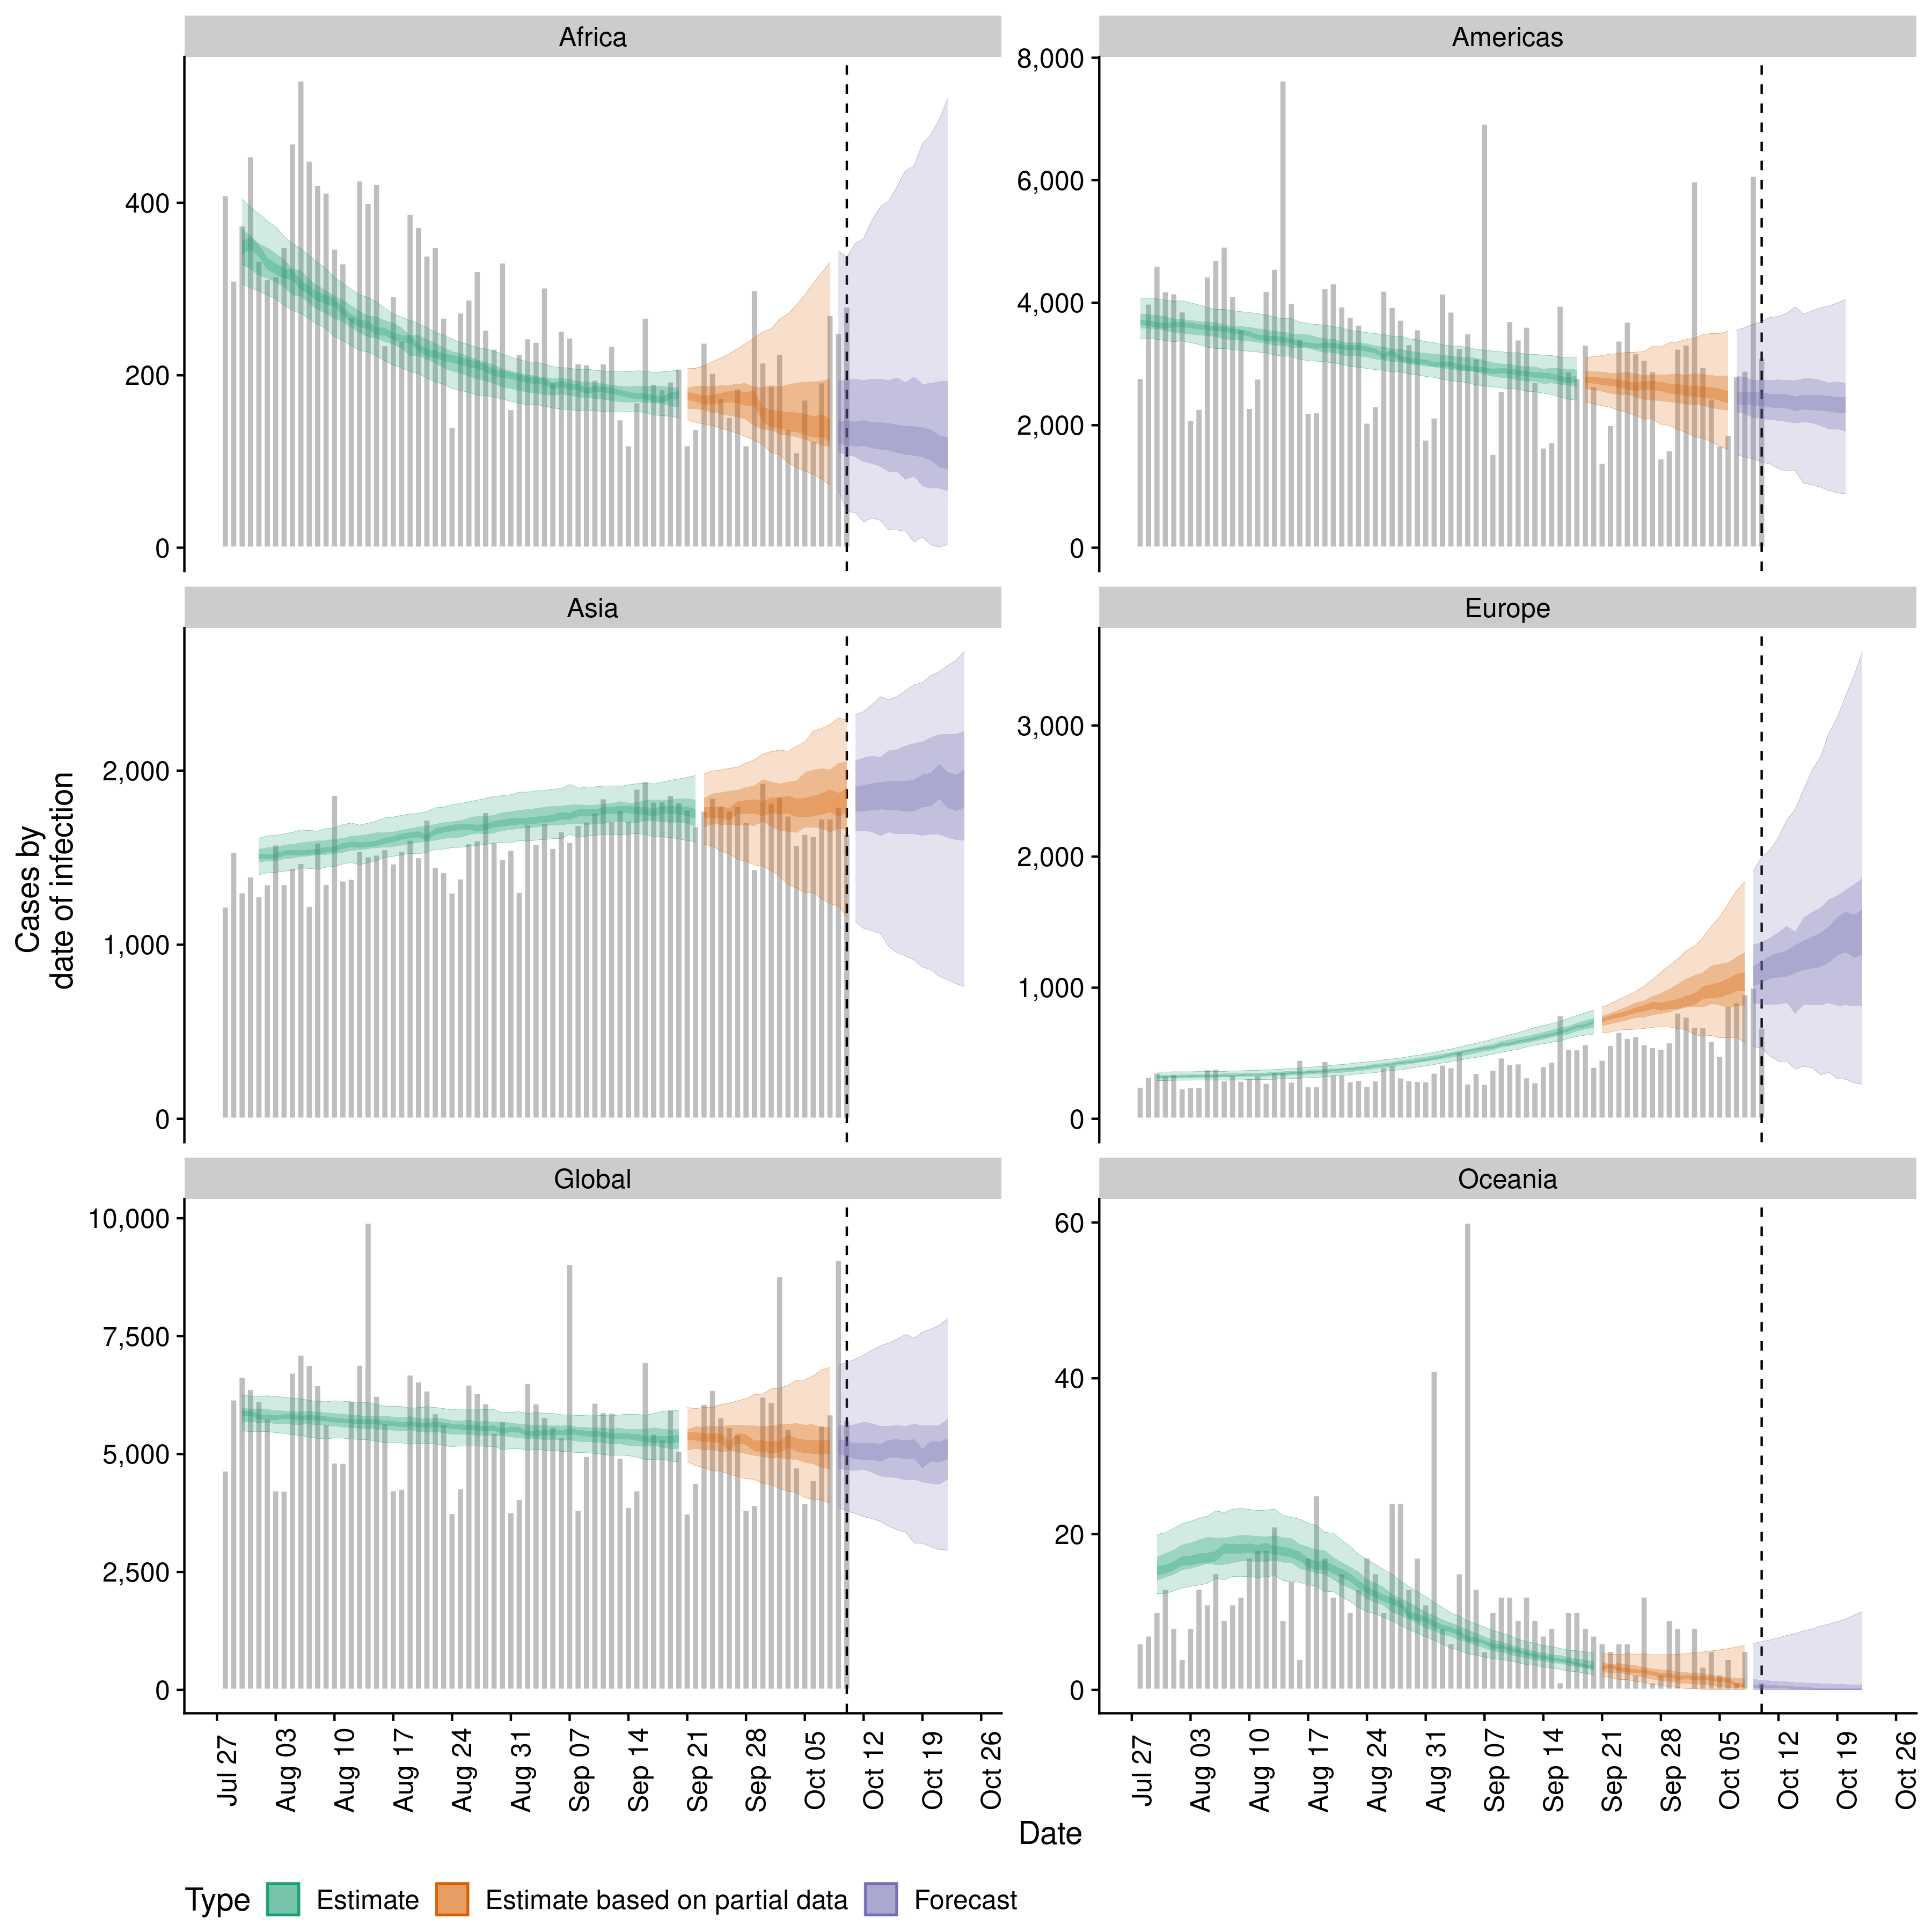 Africa
Americas
8,000
6,000
4,000
2,000
0
400
200
0
Asia
Europe
2,000
1,000
0
3,000
2,000
1,000
0
Cases by
date of infection
Global
Oceania
10,000
7,500
5,000
2,500
0
60
40
20
0
Jul 27 Aug 03 Aug 10 Aug 17 Aug 24 Aug 31 Sep 07 Sep 14 Sep 21 Sep 28 Oct 05 Oct 12 Oct 19 Oct 26
Jul 27 Aug 03 Aug 10 Aug 17 Aug 24 Aug 31 Sep 07 Sep 14 Sep 21 Sep 28 Oct 05 Oct 12 Oct 19 Oct 26
Date
Type Estimate Estimate based on partial data Forecast